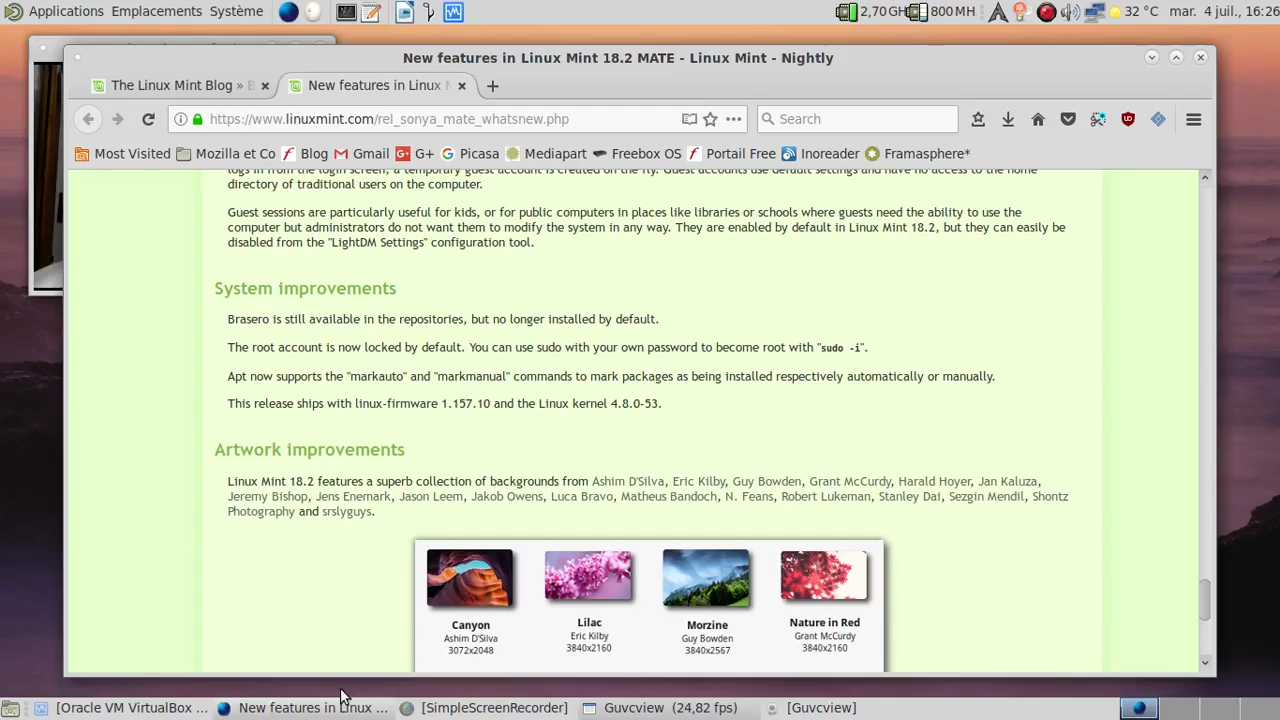 Applications Emplacements Système 2,70 GH 800 MH 32 °C mar. 4 juil., 16:26
New features in Linux Mint 18.2 MATE - Linux Mint - Nightly
The Linux Mint Blog » B New features in Linux M
https://www.linuxmint.com/rel_sonya_mate_whatsnew.php Search
Most Visited Mozilla et Co Blog Gmail G+ Picasa Mediapart Freebox OS Portail Free Inoreader Framasphere*
logs in from the login screen, a temporary guest account is created on the fly. Guest accounts use default settings and have no access to the home
directory of traditional users on the computer.
Guest sessions are particularly useful for kids, or for public computers in places like libraries or schools where guests need the ability to use the
computer but administrators do not want them to modify the system in any way. They are enabled by default in Linux Mint 18.2, but they can easily be
disabled from the "LightDM Settings" configuration tool.
System improvements
Brasero is still available in the repositories, but no longer installed by default.
The root account is now locked by default. You can use sudo with your own password to become root with "sudo -i".
Apt now supports the "markauto" and "markmanual" commands to mark packages as being installed respectively automatically or manually.
This release ships with linux-firmware 1.157.10 and the Linux kernel 4.8.0-53.
Artwork improvements
Linux Mint 18.2 features a superb collection of backgrounds from Ashim D'Silva, Eric Kilby, Guy Bowden, Grant McCurdy, Harald Hoyer, Jan Kaluza,
Jeremy Bishop, Jens Enemark, Jason Leem, Jakob Owens, Luca Bravo, Matheus Bandoch, N. Feans, Robert Lukeman, Stanley Dai, Sezgin Mendil, Shontz
Photography and srslyguys.
Canyon Lilac Morzine Nature in Red
Ashim D'Silva Eric Kilby Guy Bowden Grant McCurdy
3072x2048 3840x2160 3840x2567 3840x2160
[Oracle VM VirtualBox ... New features in Linux ... [SimpleScreenRecorder] Guvcview (24,82 fps) [Guvcview]